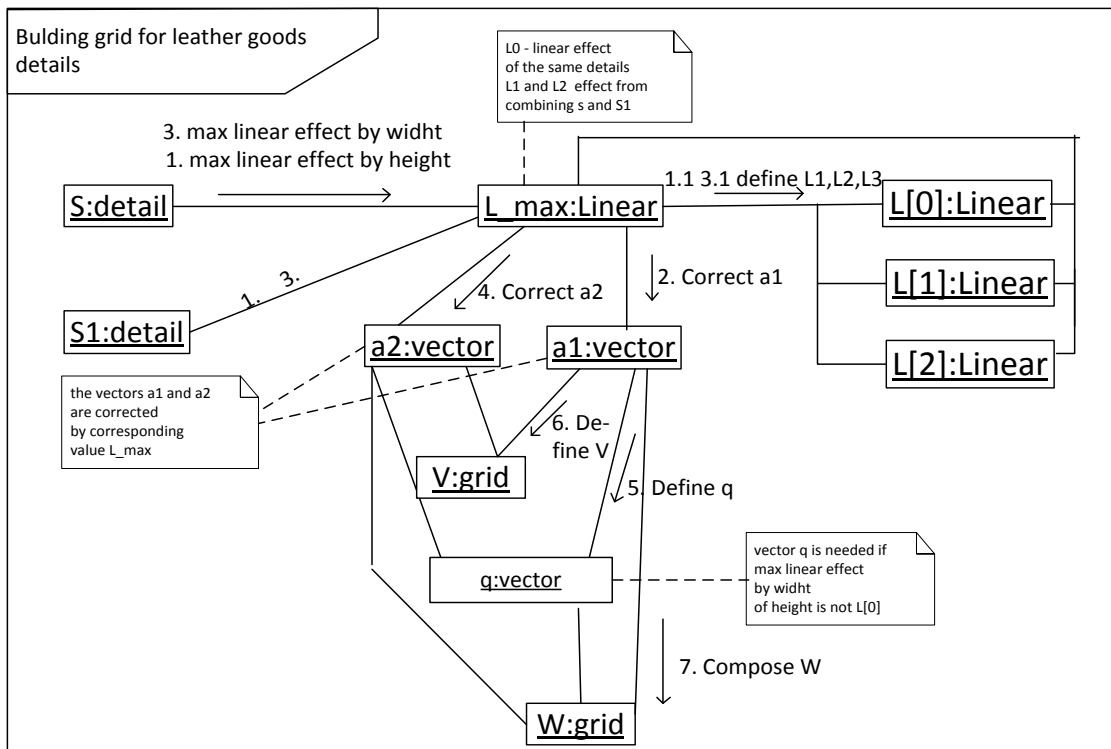 Bulding grid for leather goods
details
L0 - linear effect
of the same details
L1 and L2 effect from
combining s and S1
3. max linear effect by widht
1. max linear effect by height
1.1 3.1 define L1,L2,L3
S:detail
L_max:Linear
L[0]:Linear
1. 3.
4. Correct a2
2. Correct a1
L[1]:Linear
S1:detail
a2:vector
a1:vector
L[2]:Linear
the vectors a1 and a2
are corrected
by corresponding
value L_max
6. De-
fine V
V:grid
5. Define q
q:vector
vector q is needed if
max linear effect
by widht
of height is not L[0]
7. Compose W
W:grid